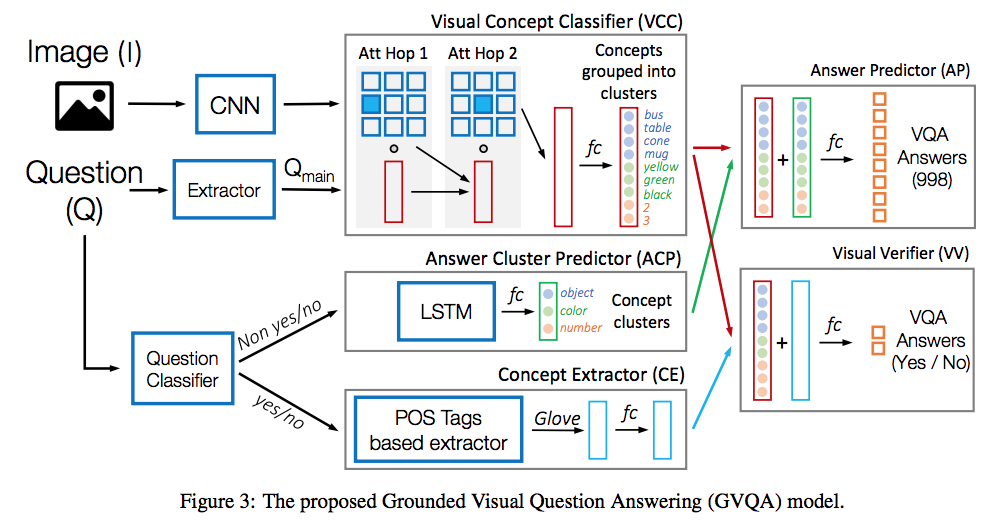 Visual Concept Classifier (VCC)
Image (I)
CNN
Att Hop 1
Att Hop 2
Concepts
grouped into
clusters
fc
bus
table
cone
mug
yellow
green
black
2
3
Question
(Q)
Extractor
Qmain
Answer Predictor (AP)
+
fc
VQA
Answers
(998)
Answer Cluster Predictor (ACP)
Non yes/no
LSTM
fc
object
color
number
Concept
clusters
Visual Verifier (VV)
+
fc
VQA
Answers
(Yes / No)
Question
Classifier
yes/no
Concept Extractor (CE)
POS Tags
based extractor
Glove
fc
Figure 3: The proposed Grounded Visual Question Answering (GVQA) model.